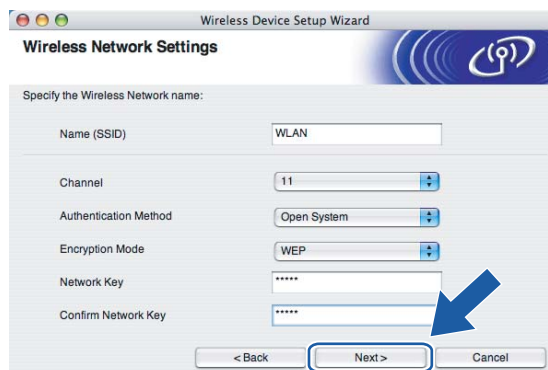 Wireless Device Setup Wizard
Wireless Network Settings
Specify the Wireless Network name:
Name (SSID) WLAN
Channel 11
Authentication Method Open System
Encryption Mode WEP
Network Key *****
Confirm Network Key *****
< Back Next > Cancel